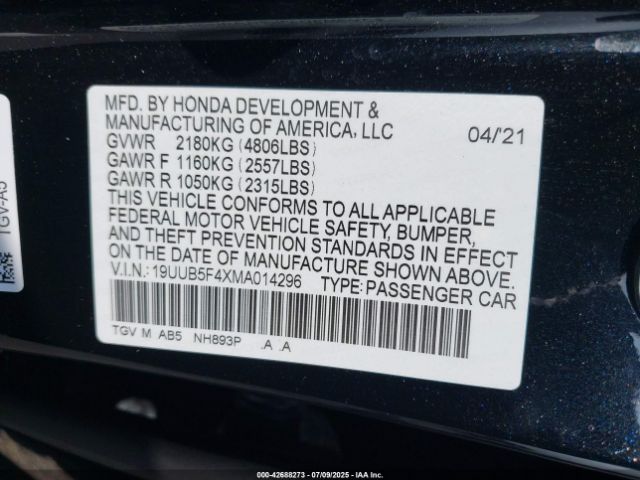 MFD. BY HONDA DEVELOPMENT &
MANUFACTURING OF AMERICA, LLC 04/'21
GVWR 2180KG (4806LBS)
GAWR F 1160KG (2557LBS)
GAWR R 1050KG (2315LBS)
THIS VEHICLE CONFORMS TO ALL APPLICABLE
FEDERAL MOTOR VEHICLE SAFETY, BUMPER,
AND THEFT PREVENTION STANDARDS IN EFFECT
ON THE DATE OF MANUFACTURE SHOWN ABOVE.
V.I.N.: 19UUB5F4XMA014296 TYPE: PASSENGER CAR
TGV M AB5 NH893P .A .A
TGV-A5
000-42688273 | 07/09/2025 - IAA Inc.